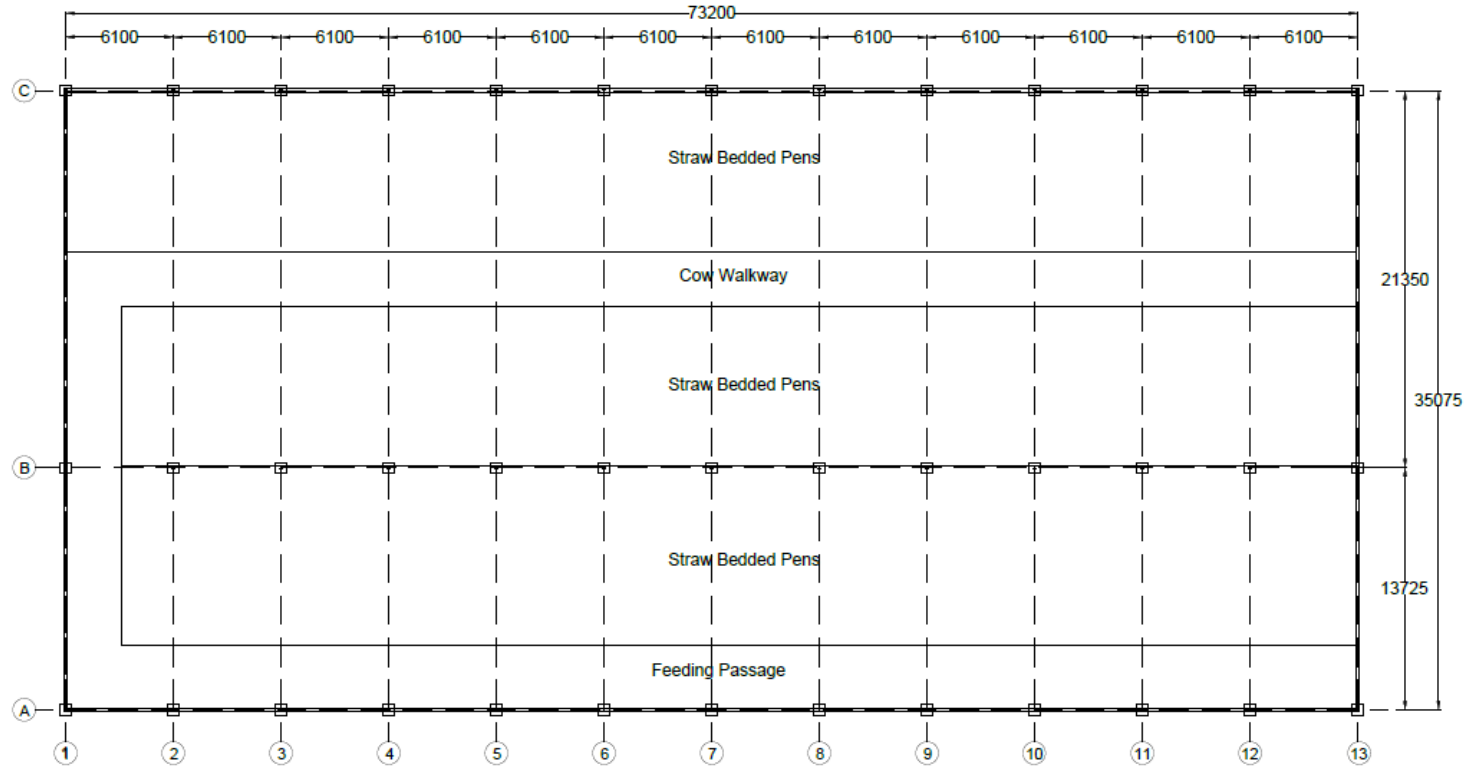 73200
6100 6100 6100 6100 6100 6100 6100 6100 6100 6100 6100 6100
C
Straw Bedded Pens
Cow Walkway
21350
Straw Bedded Pens
35075
B
Straw Bedded Pens
13725
Feeding Passage
A
1 2 3 4 5 6 7 8 9 10 11 12 13